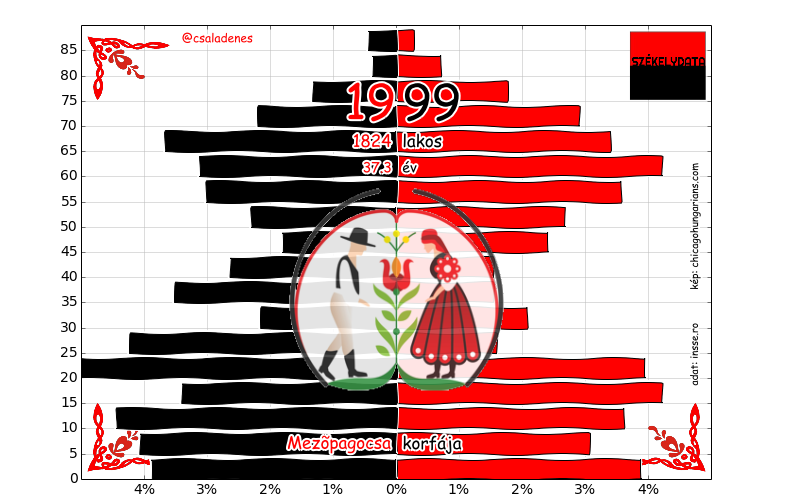 @csaladenes
SZÉKELYDATA
1999
1824 lakos
37.3 év
Mezőpagocsa korfája
kép: chicagohungarians.com
adat: insse.ro
85
80
75
70
65
60
55
50
45
40
35
30
25
20
15
10
5
0
4% 3% 2% 1% 0% 1% 2% 3% 4%